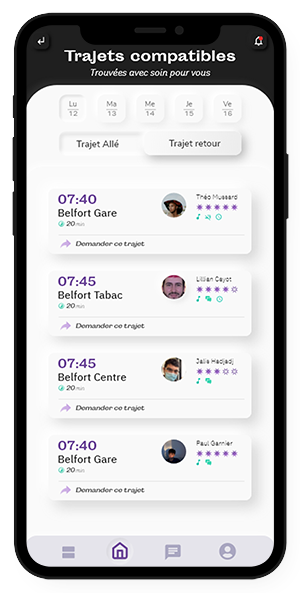 Trajets compatibles
Trouvées avec soin pour vous
Lu Ma Me Je Ve
12 13 14 15 16
Trajet Allé Trajet retour
07:40 Théo Mussard
Belfort Gare
20 min
Demander ce trajet
07:45 Lillian Gayot
Belfort Tabac
20 min
Demander ce trajet
07:45 Jalis Hadjadj
Belfort Centre
20 min
Demander ce trajet
07:40 Paul Garnier
Belfort Gare
20 min
Demander ce trajet